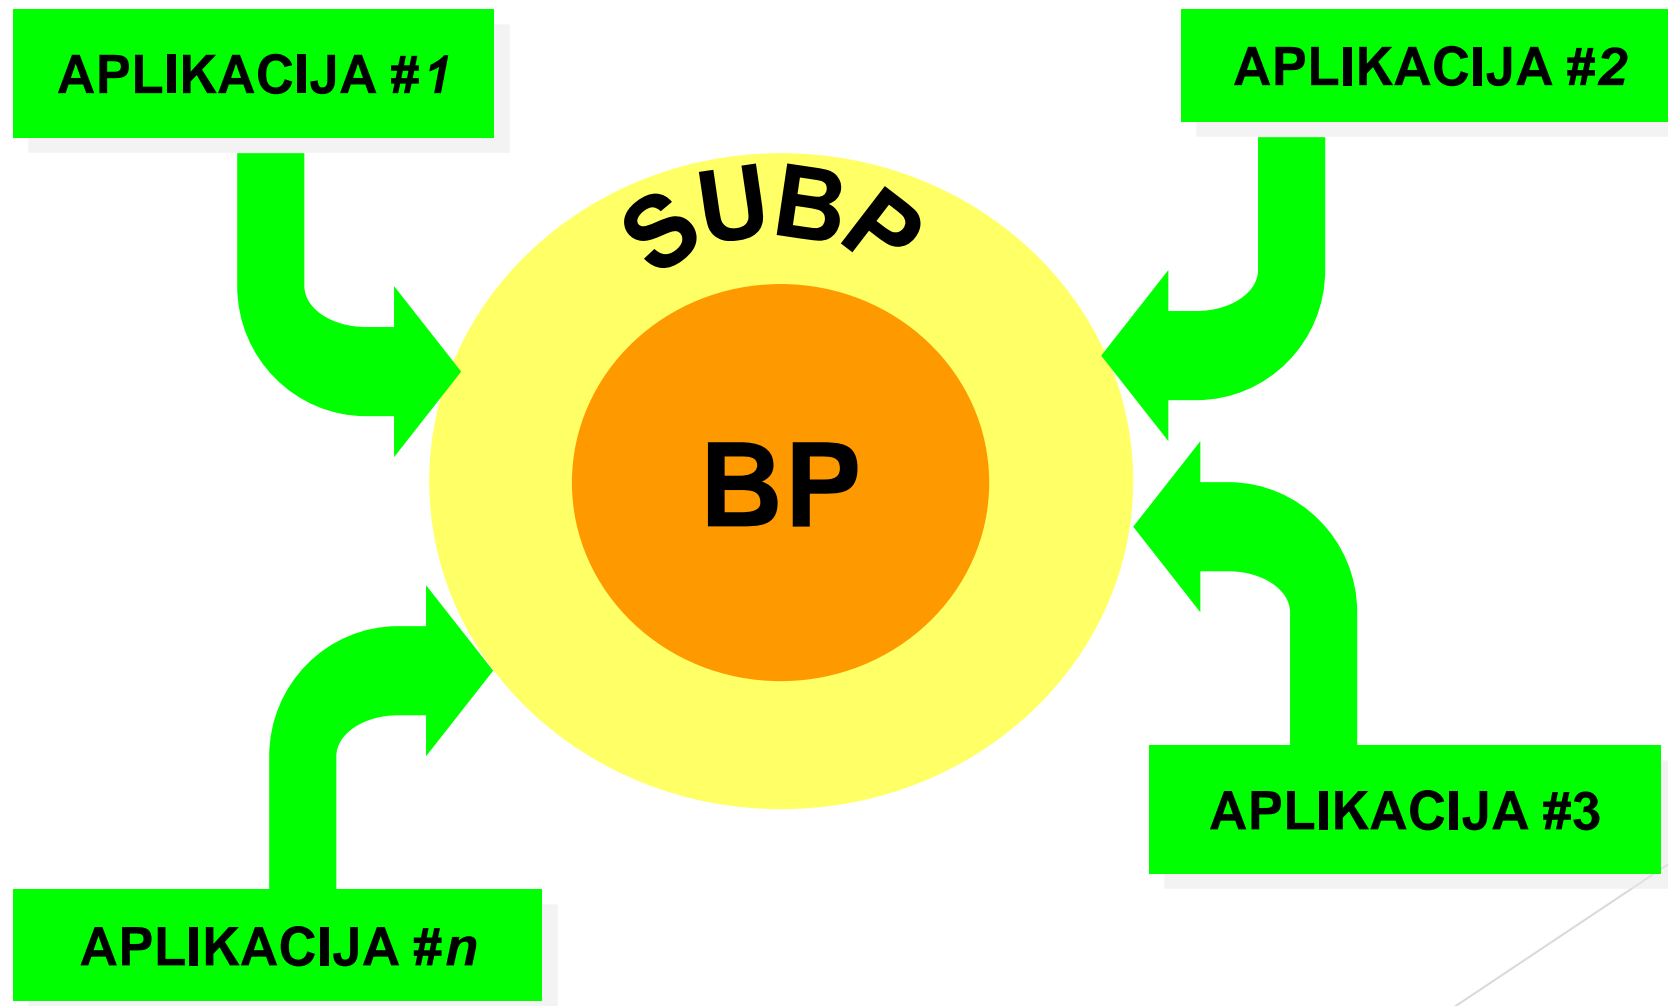 APLIKACIJA #1
APLIKACIJA #2
SUBP
BP
APLIKACIJA #3
APLIKACIJA #n